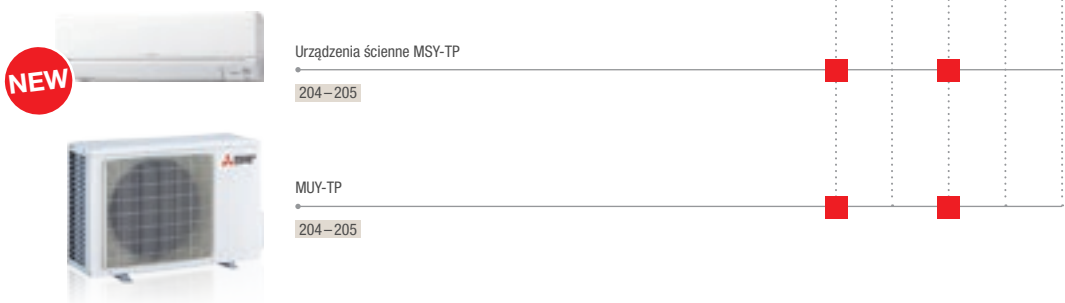 NEW
Urządzenia ścienne MSY-TP
204–205
MUY-TP
204–205